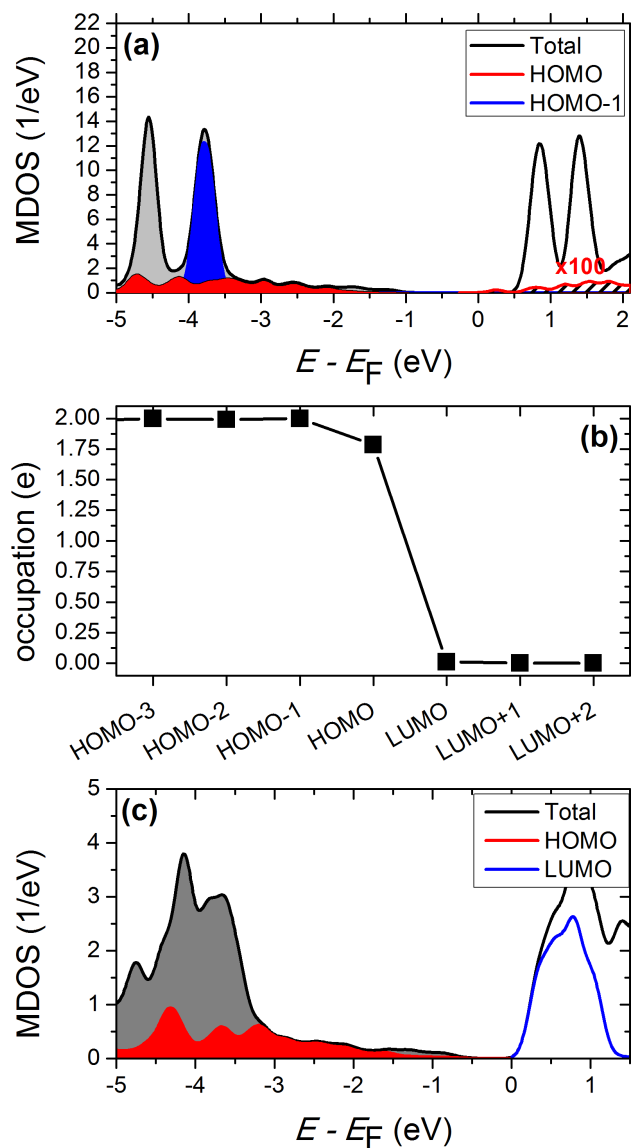 (a)
Total
HOMO
HOMO-1
MDOS (1/eV)
22
20
18
16
14
12
10
8
6
4
2
0
x100
-5 -4 -3 -2 -1 0 1 2
E - E_F (eV)
(b)
occupation (e)
2.00
1.75
1.50
1.25
1.00
0.75
0.50
0.25
0.00
HOMO-3 HOMO-2 HOMO-1 HOMO LUMO LUMO+1 LUMO+2
(c)
Total
HOMO
LUMO
MDOS (1/eV)
5
4
3
2
1
0
-5 -4 -3 -2 -1 0 1
E - E_F (eV)